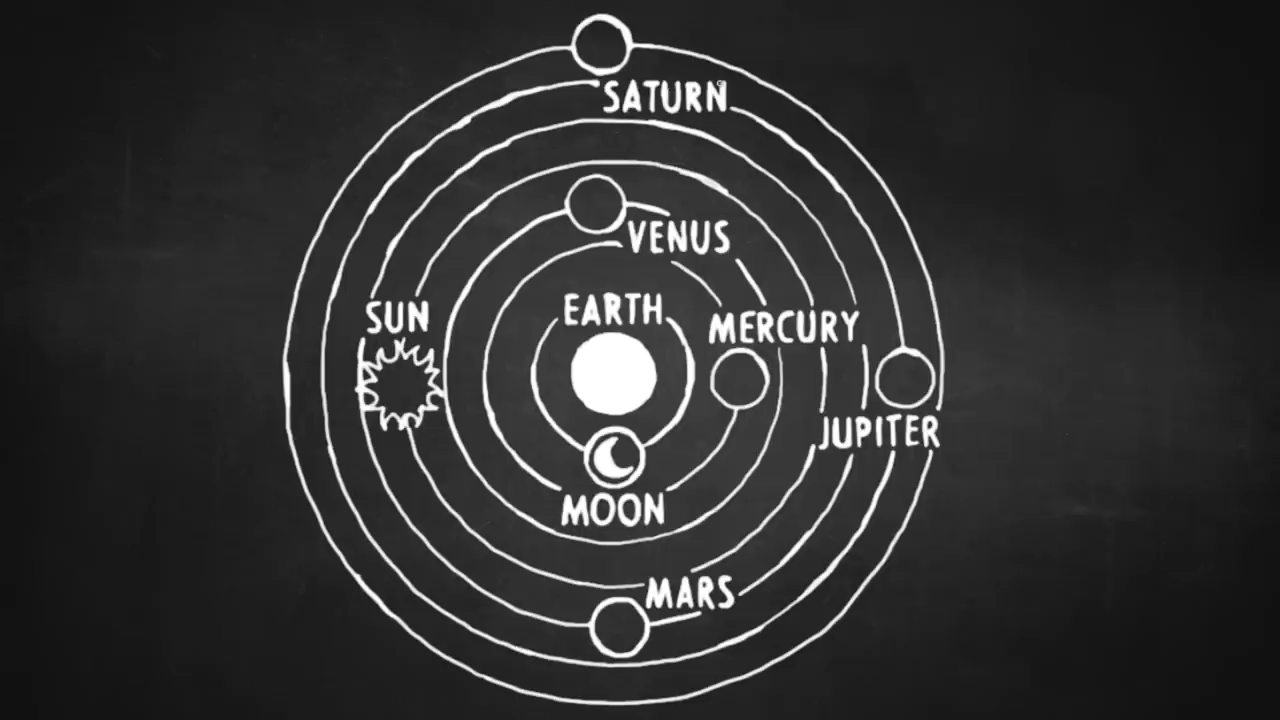 SATURN
VENUS
EARTH
SUN
MERCURY
JUPITER
MOON
MARS